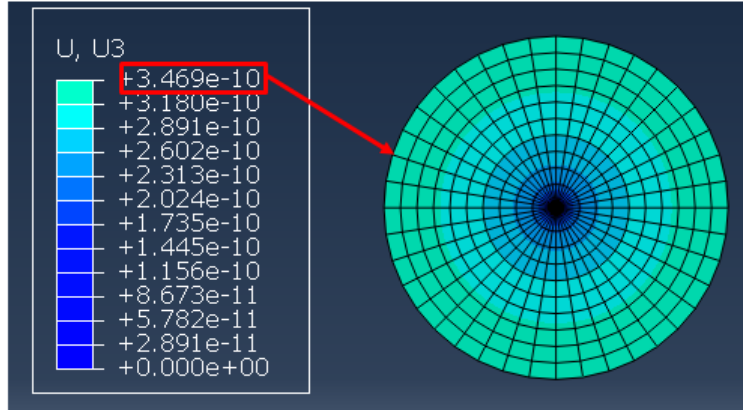 U, U3
+3.469e-10
+3.180e-10
+2.891e-10
+2.602e-10
+2.313e-10
+2.024e-10
+1.735e-10
+1.445e-10
+1.156e-10
+8.673e-11
+5.782e-11
+2.891e-11
+0.000e+00